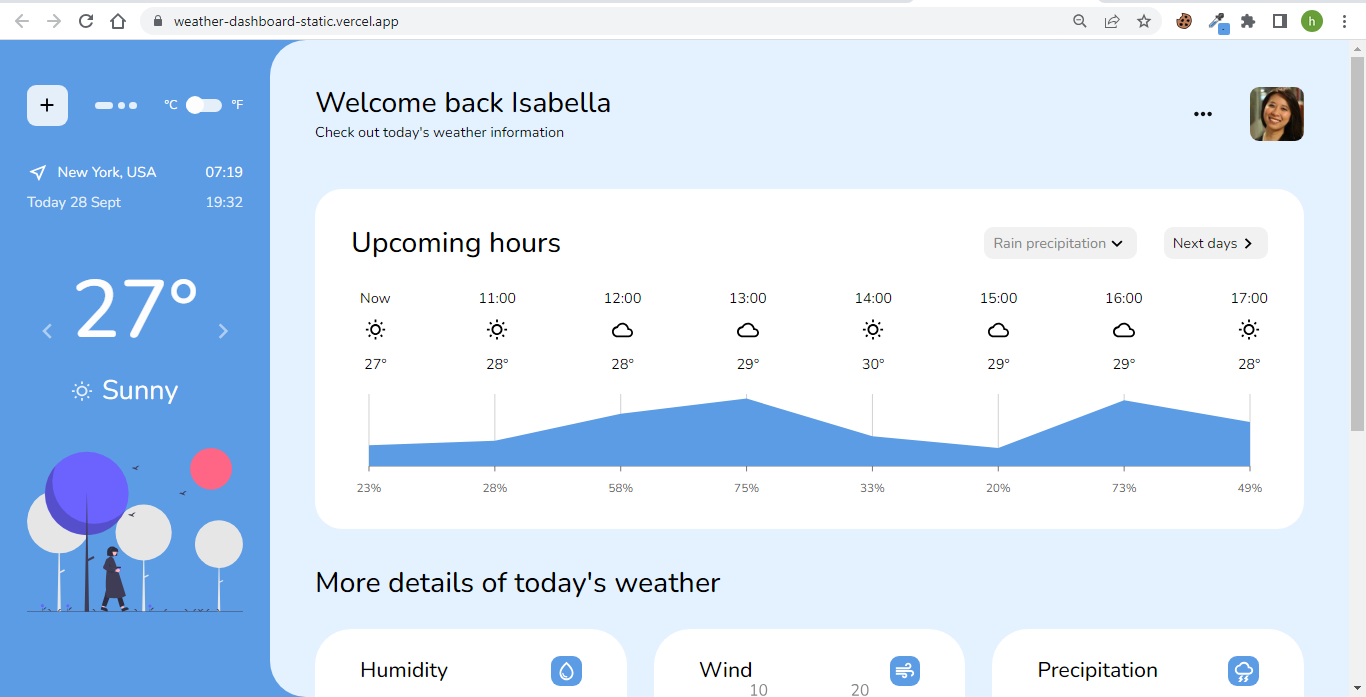 weather-dashboard-static.vercel.app
h
+
°C °F
New York, USA 07:19
Today 28 Sept 19:32
27°
Sunny
Welcome back Isabella
Check out today's weather information
Upcoming hours
Rain precipitation
Next days
Now 11:00 12:00 13:00 14:00 15:00 16:00 17:00
27° 28° 28° 29° 30° 29° 29° 28°
23% 28% 58% 75% 33% 20% 73% 49%
More details of today's weather
Humidity
Wind
10 20
Precipitation